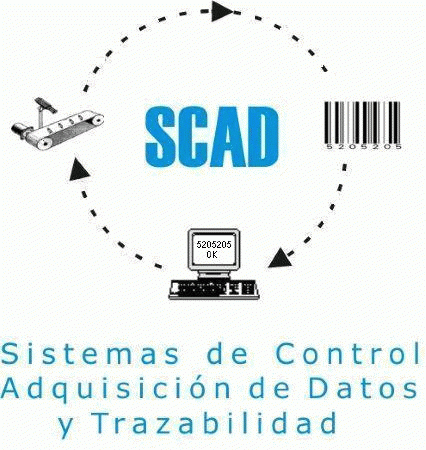 SCAD
5205205
5205205
OK
Sistemas de Control
Adquisición de Datos
y Trazabilidad